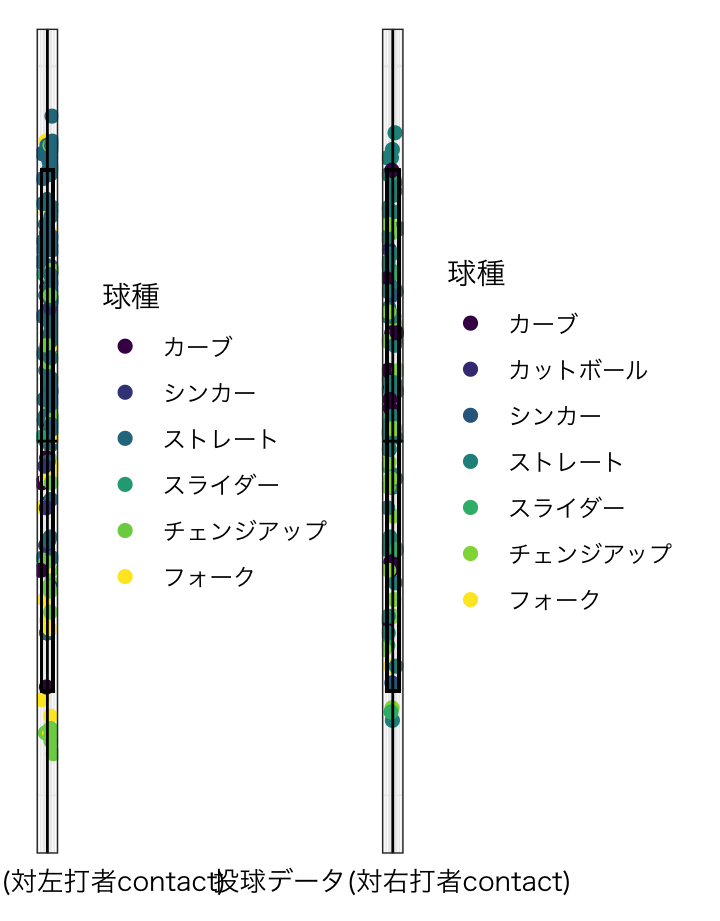 球種
カーブ
シンカー
ストレート
スライダー
チェンジアップ
フォーク
球種
カーブ
カットボール
シンカー
ストレート
スライダー
チェンジアップ
フォーク
(対左打者contact)
投球データ(対右打者contact)